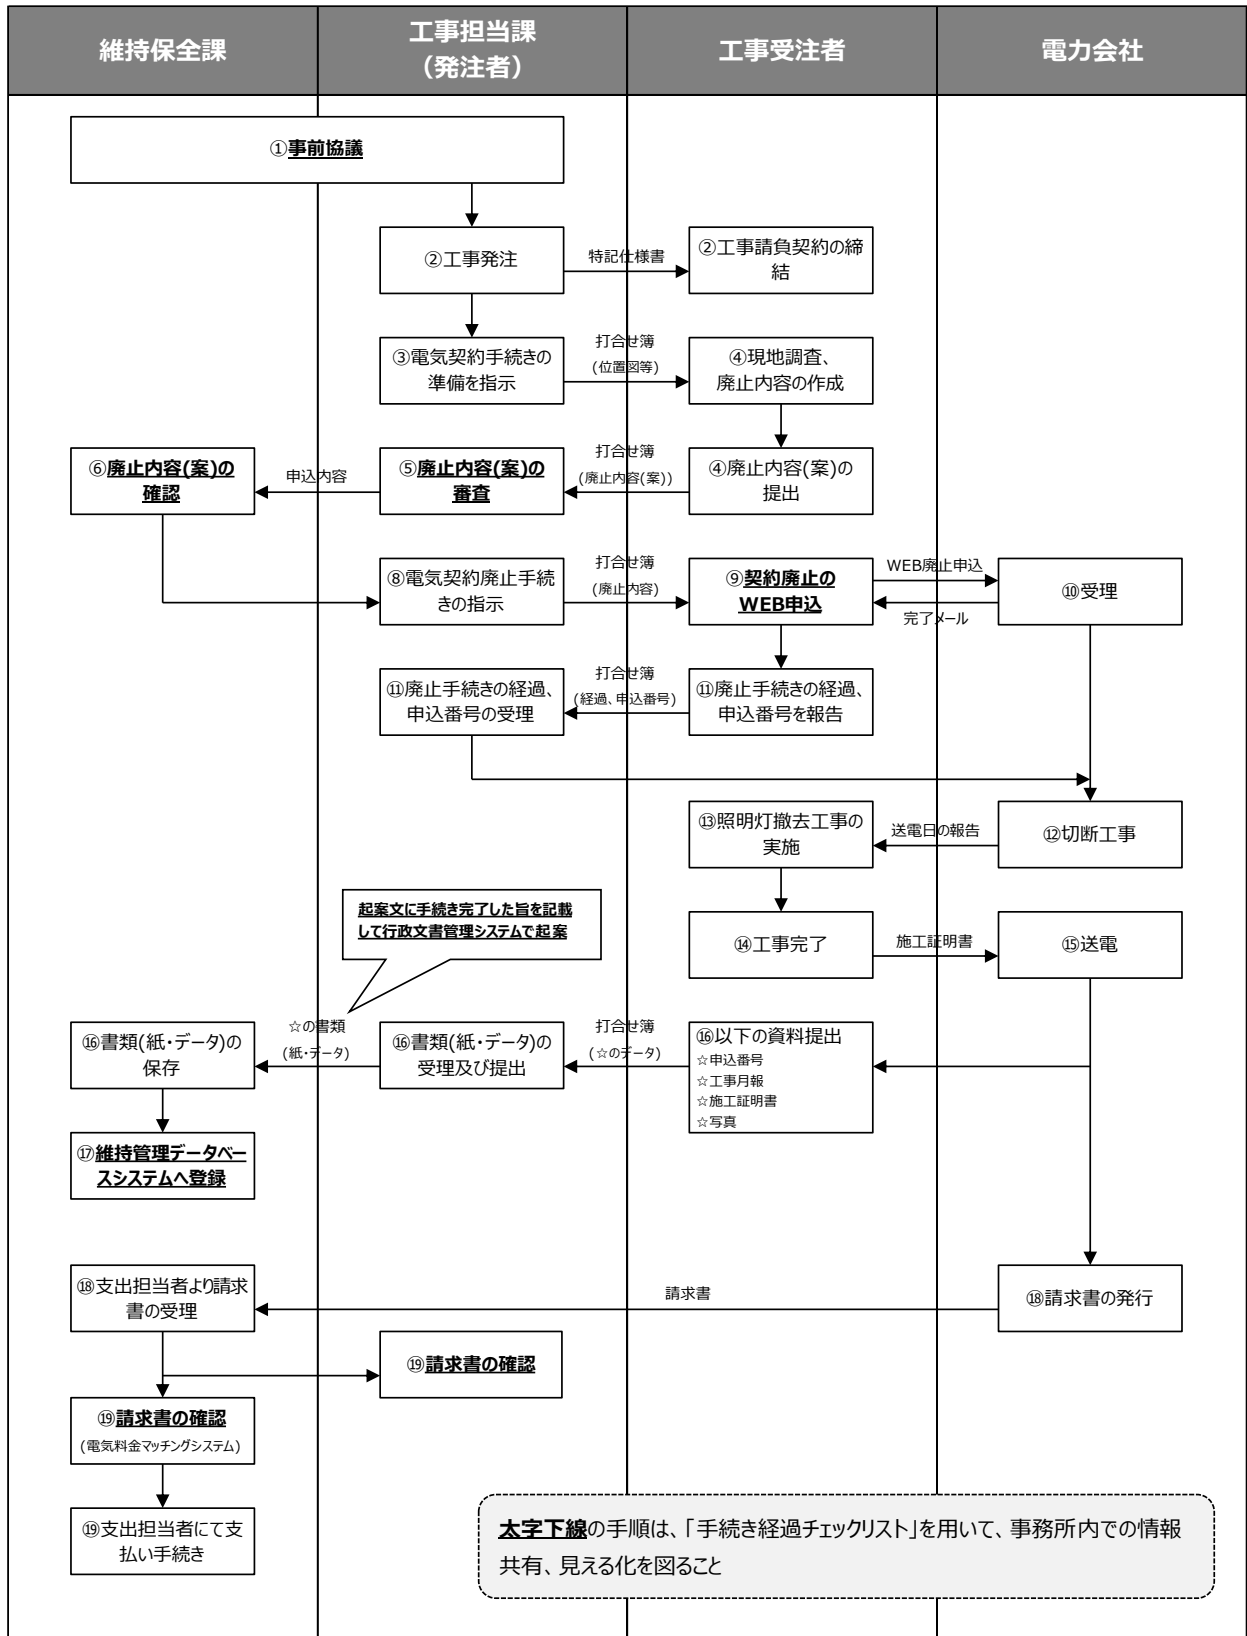 維持保全課
工事担当課
（発注者）
工事受注者
電力会社
①事前協議
②工事発注
特記仕様書
②工事請負契約の締
結
③電気契約手続きの
準備を指示
打合せ簿
(位置図等)
④現地調査、
廃止内容の作成
⑥廃止内容(案)の
確認
申込内容
⑤廃止内容(案)の
審査
打合せ簿
(廃止内容(案))
④廃止内容(案)の
提出
⑧電気契約廃止手続
きの指示
打合せ簿
(廃止内容)
⑨契約廃止の
WEB申込
WEB廃止申込
完了メール
⑩受理
⑪廃止手続きの経過、
申込番号の受理
打合せ簿
(経過、申込番号)
⑪廃止手続きの経過、
申込番号を報告
⑬照明灯撤去工事の
実施
送電日の報告
⑫切断工事
起案文に手続き完了した旨を記載
して行政文書管理システムで起案
⑭工事完了
施工証明書
⑮送電
⑯書類(紙・データ)の
保存
☆の書類
(紙・データ)
⑯書類(紙・データ)の
受理及び提出
打合せ簿
(☆のデータ)
⑯以下の資料提出
☆申込番号
☆工事月報
☆施工証明書
☆写真
⑰維持管理データベー
スシステムへ登録
⑱支出担当者より請求
書の受理
請求書
⑱請求書の発行
⑲請求書の確認
⑲請求書の確認
(電気料金マッチングシステム)
⑲支出担当者にて支
払い手続き
太字下線の手順は、「手続き経過チェックリスト」を用いて、事務所内での情報
共有、見える化を図ること